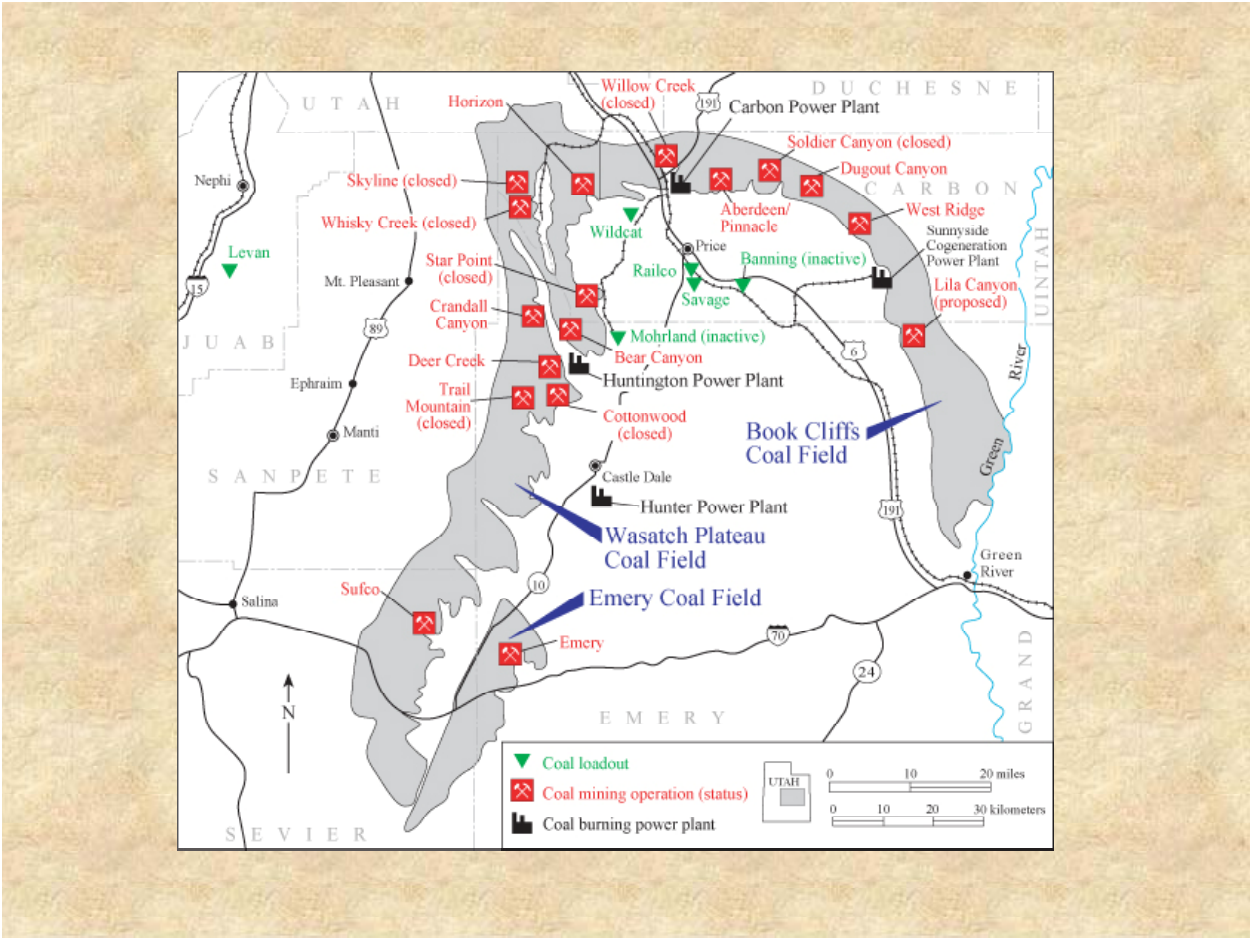 UTAH
DUCHESNE
Willow Creek
(closed)
191
Horizon
Carbon Power Plant
Soldier Canyon (closed)
Dugout Canyon
CARBON
Nephi
Skyline (closed)
Whisky Creek (closed)
Aberdeen/
Pinnacle
West Ridge
Wildcat
Sunnyside
Cogeneration
Power Plant
UINTAH
Levan
15
Star Point
(closed)
Price
Railco
Banning (inactive)
Savage
Lila Canyon
(proposed)
Mt. Pleasant
Crandall
Canyon
89
JUAB
Mohrland (inactive)
Bear Canyon
6
River
Deer Creek
Huntington Power Plant
Ephraim
Trail
Mountain
(closed)
Cottonwood
(closed)
Manti
Book Cliffs
Coal Field
Green
SANPETE
Castle Dale
Hunter Power Plant
191
Wasatch Plateau
Coal Field
Green
River
10
Sufco
Emery Coal Field
Salina
Emery
70
24
GRAND
N
EMERY
SEVIER
Coal loadout
Coal mining operation (status)
Coal burning power plant
UTAH
0 10 20 miles
0 10 20 30 kilometers